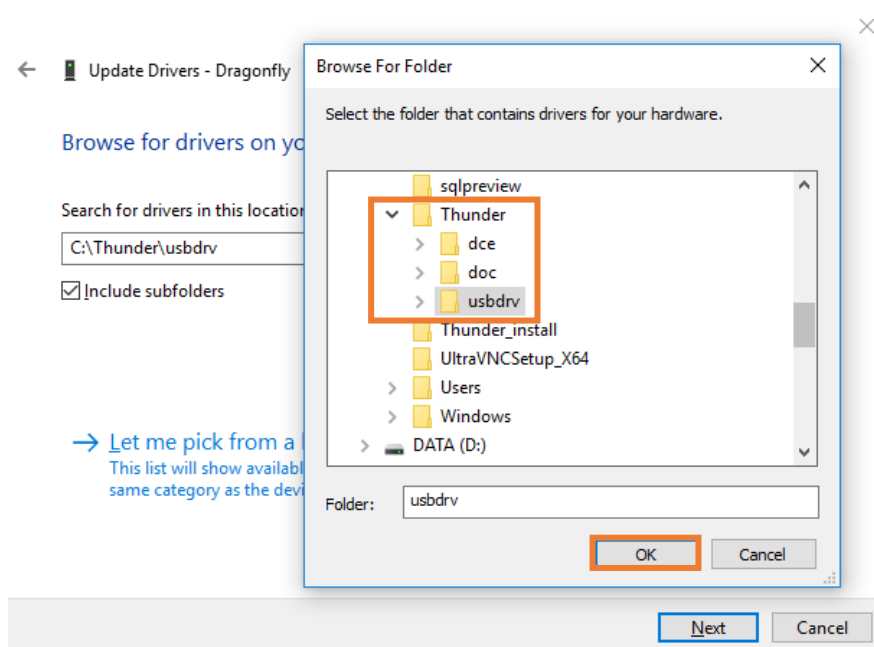 Update Drivers - Dragonfly
Browse for drivers on yo
Search for drivers in this location
C:\Thunder\usbdrv
Include subfolders
Let me pick from a l
This list will show availabl
same category as the devi
Browse For Folder
Select the folder that contains drivers for your hardware.
sqlpreview
Thunder
dce
doc
usbdrv
Thunder_install
UltraVNCSetup_X64
Users
Windows
DATA (D:)
Folder:
usbdrv
OK
Cancel
Next
Cancel